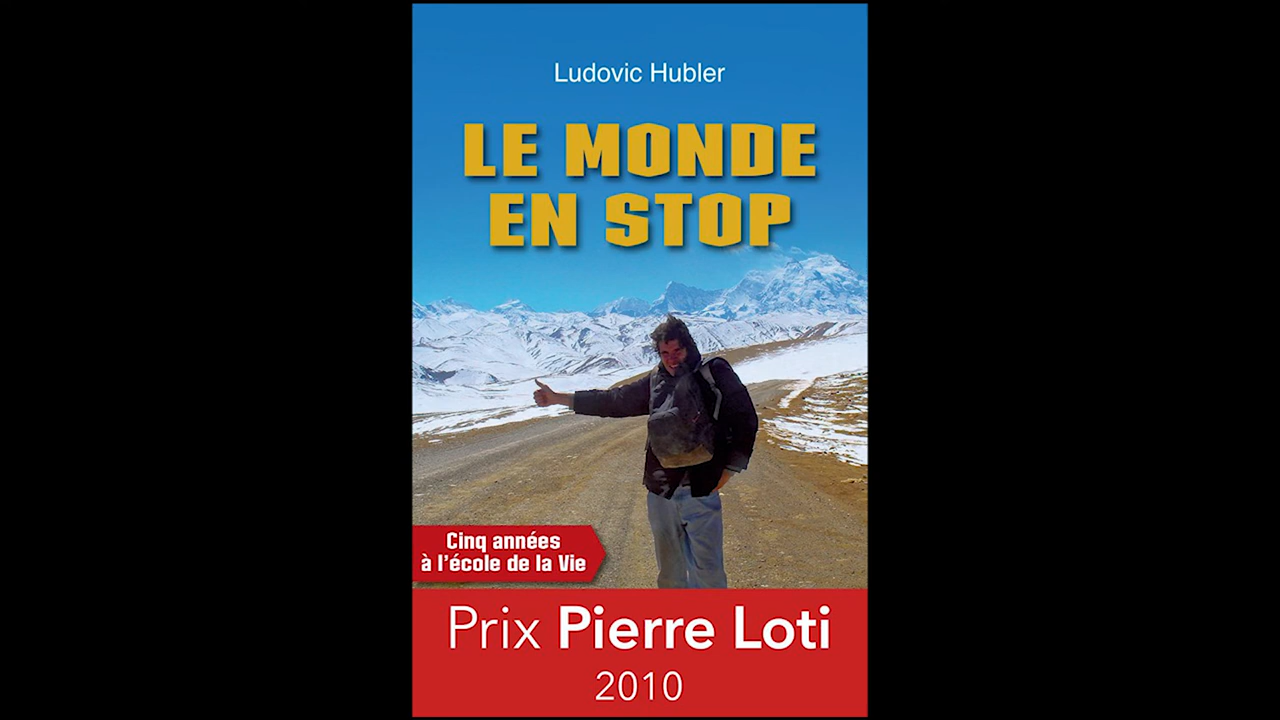 Ludovic Hubler
LE MONDE
EN STOP
Cinq années
à l'école de la Vie
Prix Pierre Loti
2010